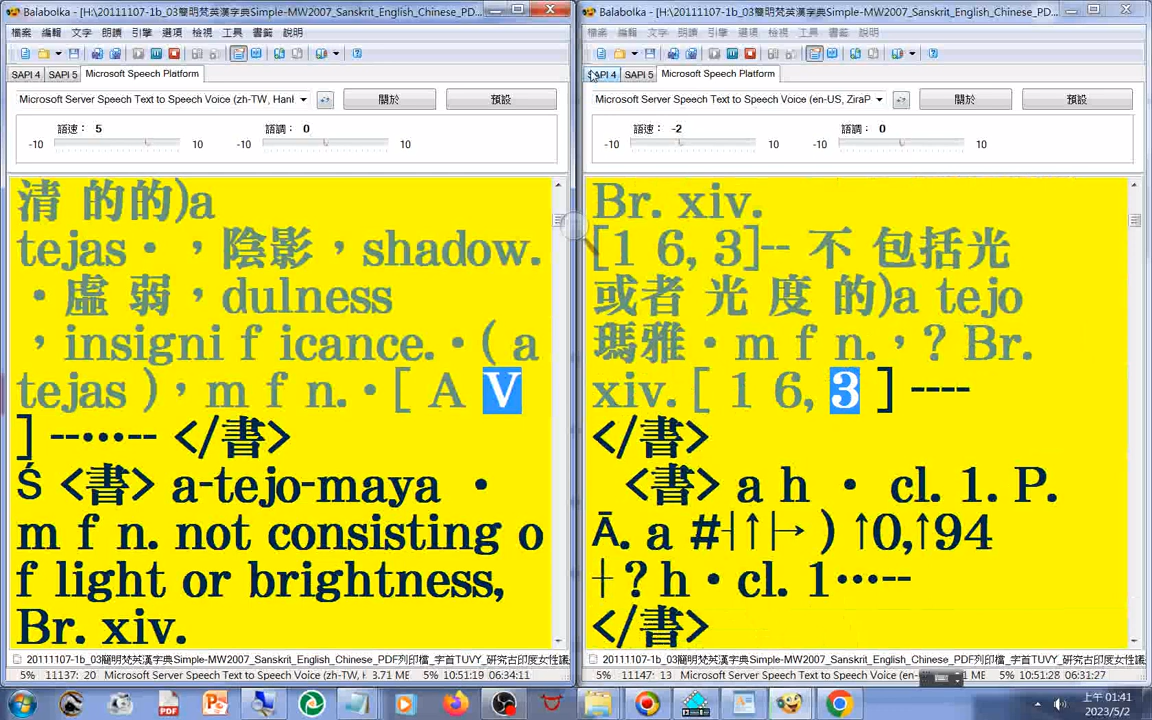 Balabolka - [H:\20111107-1b_03簡明梵英漢字典Simple-MW2007_Sanskrit_English_Chinese_PD...
檔案 編輯 文字 朗讀 引擎 選項 檢視 工具 書籤 說明
SAPI 4 SAPI 5 Microsoft Speech Platform
Microsoft Server Speech Text to Speech Voice (zh-TW, Hanl 關於 預設
語速： 5 語調： 0
-10 10 -10 10
清 的的)a
tejas•，陰影，shadow.
•虛 弱，dulness
，insigni f icance.•( a
tejas )，m f n.•[ A V
] --•••-- </書>
Ś <書> a-tejo-maya •
m f n. not consisting o
f light or brightness,
Br. xiv.
20111107-1b_03簡明梵英漢字典Simple-MW2007_Sanskrit_English_Chinese_PDF列印檔_字首TUVY_研究古印度女性議
5% 11137: 20 Microsoft Server Speech Text to Speech Voice (zh-TW, H 3.71 ME 5% 10:51:19 06:34:11
Balabolka - [H:\20111107-1b_03簡明梵英漢字典Simple-MW2007_Sanskrit_English_Chinese_PDF...
檔案 編輯 文字 朗讀 引擎 選項 檢視 工具 書籤 說明
SAPI 4 SAPI 5 Microsoft Speech Platform
Microsoft Server Speech Text to Speech Voice (en-US, ZiraP 關於 預設
語速： -2 語調： 0
-10 10 -10 10
Br. xiv.
[1 6, 3]-- 不 包括光
或者 光 度 的)a tejo
瑪雅•m f n.，? Br.
xiv. [ 1 6, 3 ] ----
</書>
<書> a h • cl. 1. P.
Ā. a #┤↑├→ ) ↑0,↑94
┼?h•cl. 1•••--
</書>
20111107-1b_03簡明梵英漢字典Simple-MW2007_Sanskrit_English_Chinese_PDF列印檔_字首TUVY_研究古印度女性議
5% 11147: 13 Microsoft Server Speech Text to Speech Voice (en-u 5% 10:51:28 06:31:27
上午 01:41
2023/5/2